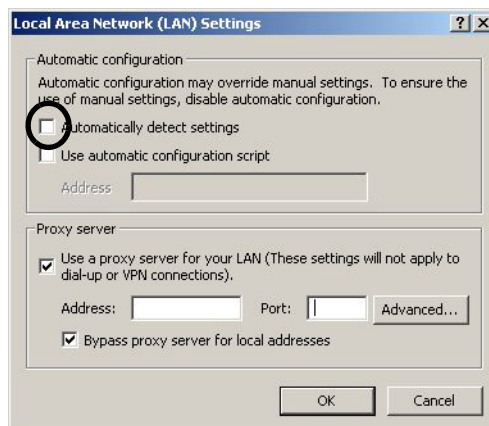 Local Area Network (LAN) Settings
Automatic configuration
Automatic configuration may override manual settings. To ensure the
use of manual settings, disable automatic configuration.
Automatically detect settings
Use automatic configuration script
Address
Proxy server
Use a proxy server for your LAN (These settings will not apply to
dial-up or VPN connections).
Address: Port: Advanced...
Bypass proxy server for local addresses
OK Cancel